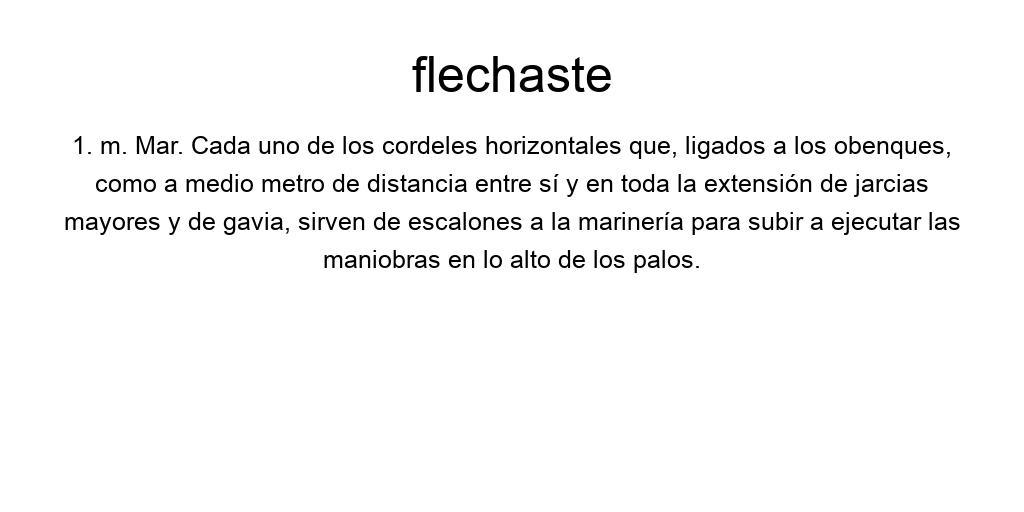 flechaste
1. m. Mar. Cada uno de los cordeles horizontales que, ligados a los obenques,
como a medio metro de distancia entre sí y en toda la extensión de jarcias
mayores y de gavia, sirven de escalones a la marinería para subir a ejecutar las
maniobras en lo alto de los palos.